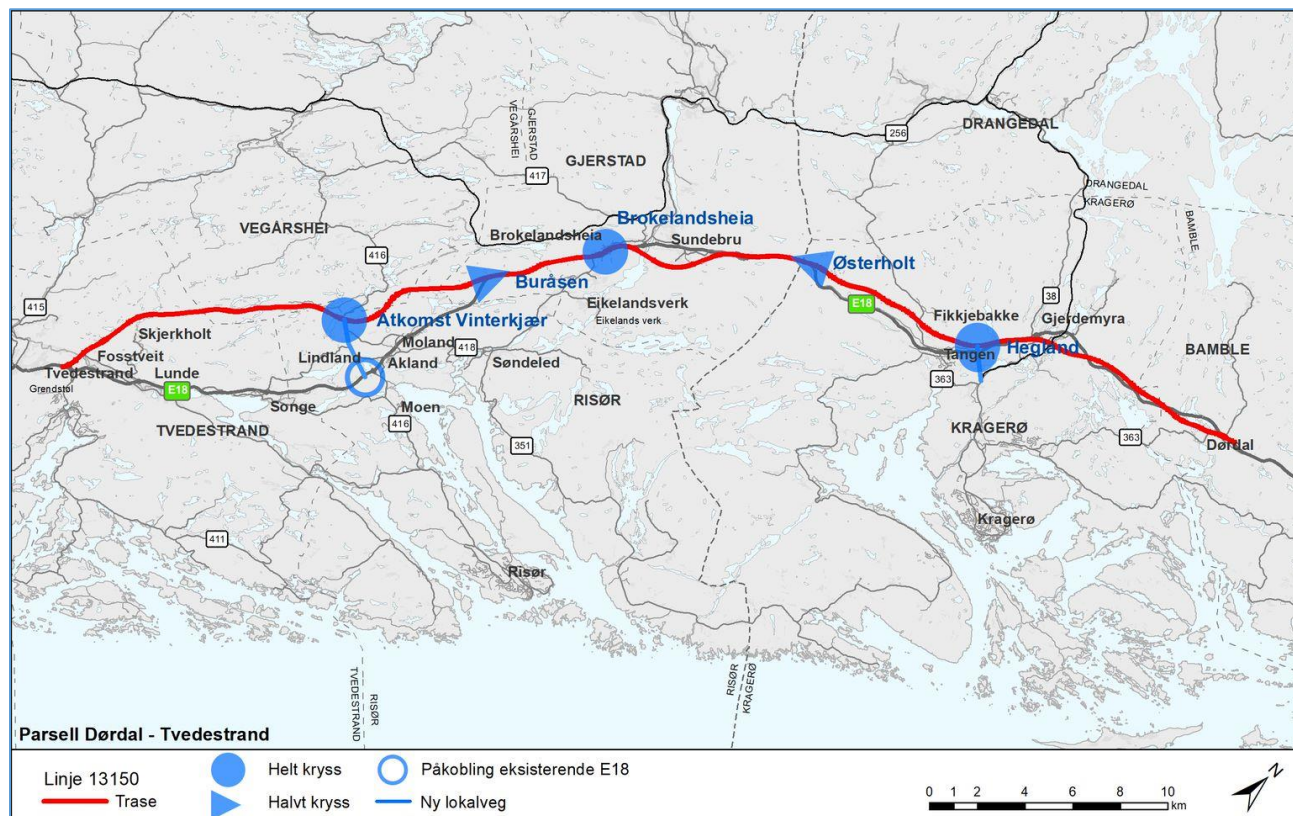 256
DRANGEDAL
GJERSTAD
VEGÅRSHEI
GJERSTAD
417
DRANGEDAL
KRAGERØ
BAMBLE
VEGÅRSHEI
Brokelandsheia
Brokelandsheia
Sundebru
416
Østerholt
Buråsen
415
E18
38
Eikelandsverk
Eikelands verk
Fikkjebakke
Gjerdemyra
Atkomst Vinterkjær
Skjerkholt
Moland
Hegland
BAMBLE
Fosstveit
Lindland
418
Tangen
Akland
Søndeled
Tvedestrand
Lunde
363
Grendstøl
E18
RISØR
Songe
Moen
416
TVEDESTRAND
KRAGERØ
363
351
Dørdal
Kragerø
411
Risør
TVEDESTRAND
RISØR
RISØR
KRAGERØ
Parsell Dørdal - Tvedestrand
Linje 13150
Trase
Helt kryss
Halvt kryss
Påkobling eksisterende E18
Ny lokalveg
0 1 2 4 6 8 10
km
N